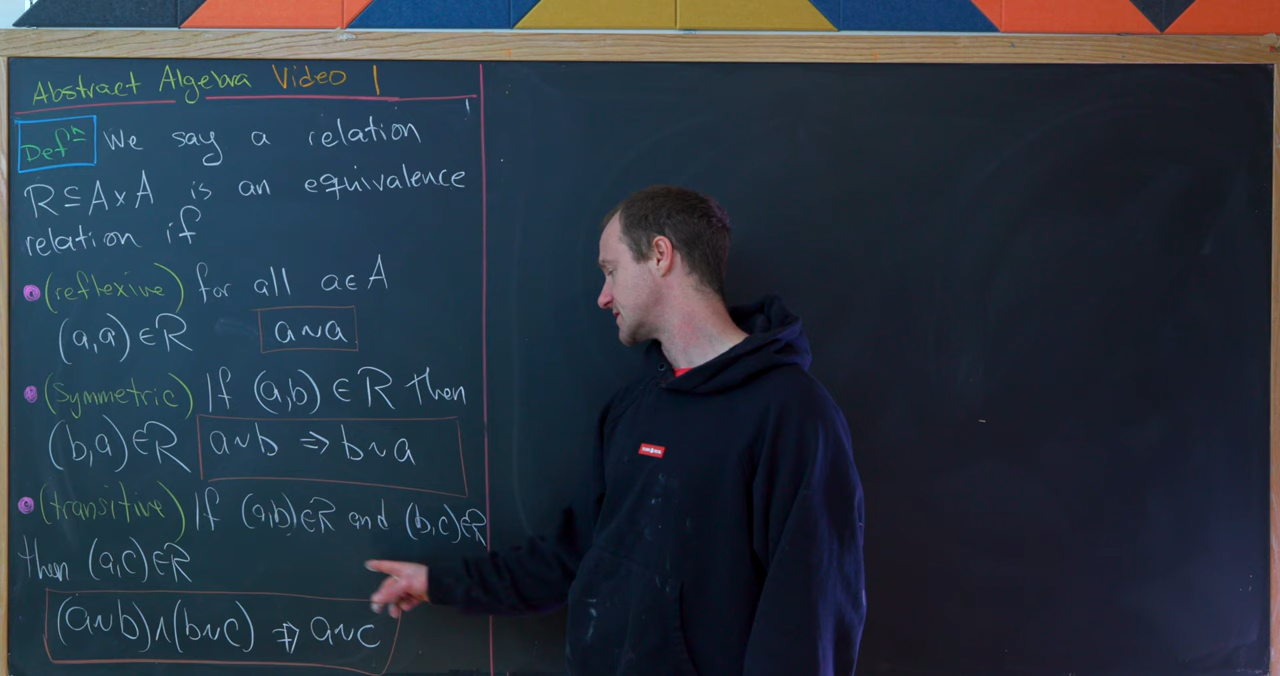 Abstract Algebra Video 1
Defⁿ We say a relation
R ⊆ A × A is an equivalence
relation if
• (reflexive) for all a ∈ A
(a,a) ∈ R a ~ a
• (symmetric) If (a,b) ∈ R then
(b,a) ∈ R a ~ b ⇒ b ~ a
• (transitive) If (a,b) ∈ R and (b,c) ∈ R
then (a,c) ∈ R
(a ~ b) ∧ (b ~ c) ⇒ a ~ c